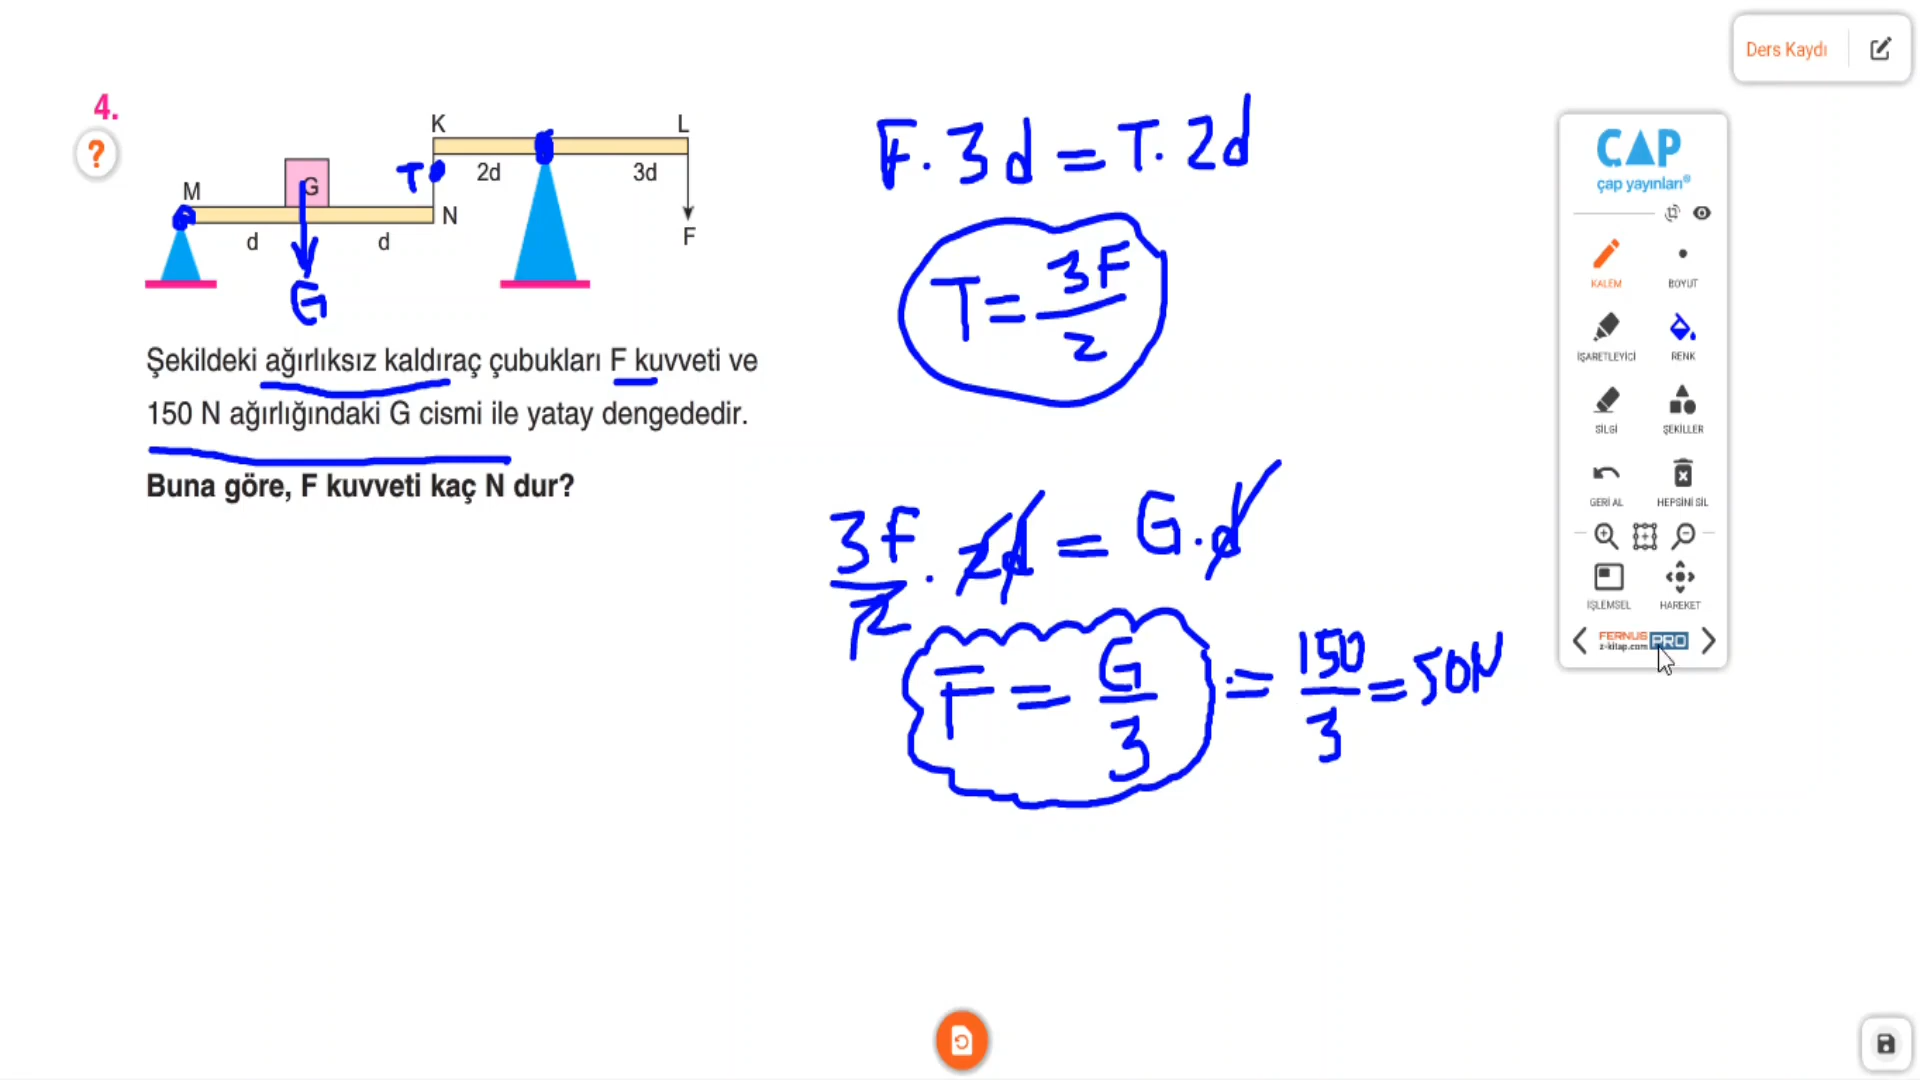 Ders Kaydı
4.
?
K
L
2d
3d
T
G
M
N
d
d
F
G
Şekildeki ağırlıksız kaldıraç çubukları F kuvveti ve
150 N ağırlığındaki G cismi ile yatay dengededir.
Buna göre, F kuvveti kaç N dur?
F. 3d = T. 2d
T = 3F/2
3F/2 . 2d = G.d
F = G/3 = 150/3 = 50N
CAP
çap yayınları®
KALEM
BOYUT
İŞARETLEYİCİ
RENK
SİLGİ
ŞEKİLLER
GERİ AL
HEPSİNİ SİL
İŞLEMSEL
HAREKET
FERNUS PRO
z-kitap.com